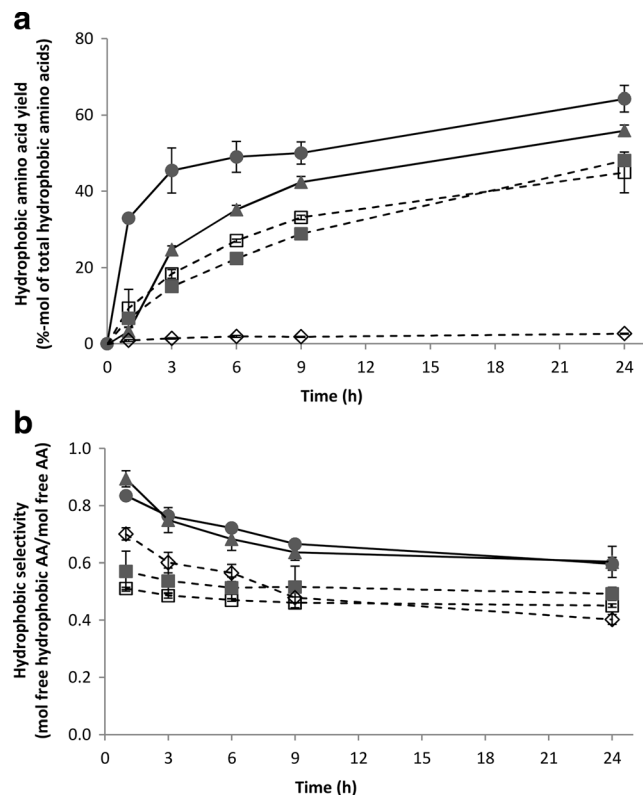 a
Hydrophobic amino acid yield
(%-mol of total hydrophobic amino acids)
80
60
40
20
0
0 3 6 9 12 15 18 21 24
Time (h)
b
Hydrophobic selectivity
(mol free hydrophobic AA/mol free AA)
1.0
0.8
0.6
0.4
0.2
0.0
0 3 6 9 12 15 18 21 24
Time (h)